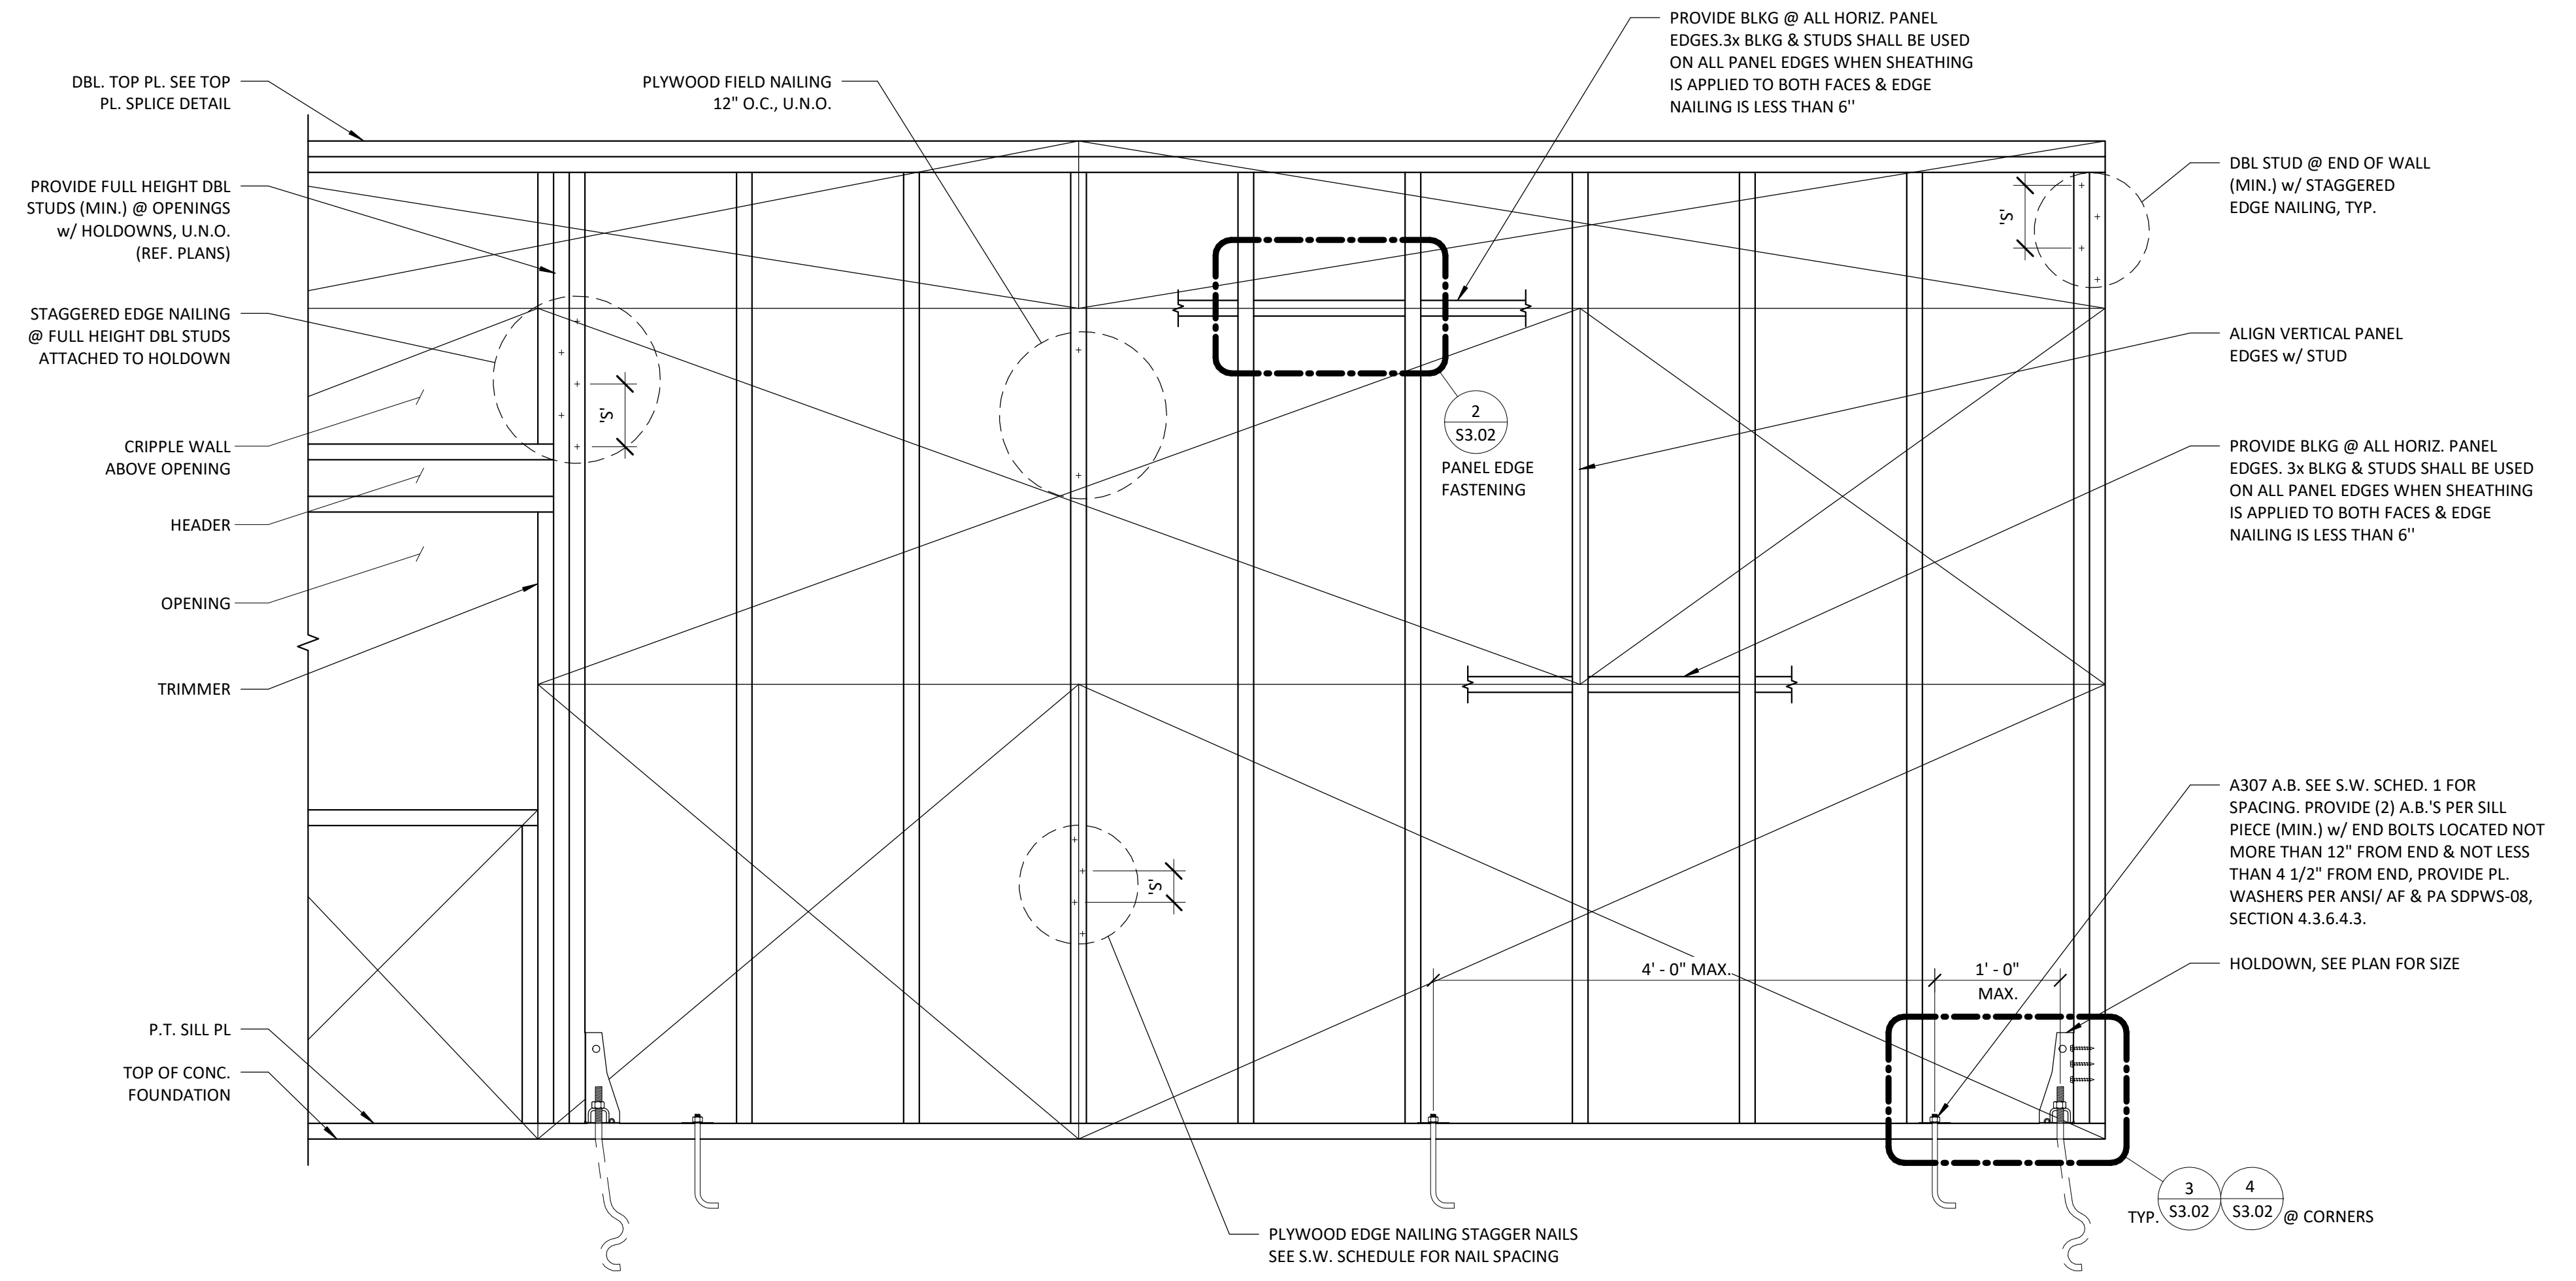 DBL. TOP PL. SEE TOP
PL. SPLICE DETAIL
PROVIDE FULL HEIGHT DBL
STUDS (MIN.) @ OPENINGS
w/ HOLDOWNS, U.N.O.
(REF. PLANS)
STAGGERED EDGE NAILING
@ FULL HEIGHT DBL STUDS
ATTACHED TO HOLDOWN
CRIPPLE WALL
ABOVE OPENING
HEADER
OPENING
TRIMMER
P.T. SILL PL
TOP OF CONC.
FOUNDATION
PLYWOOD FIELD NAILING
12" O.C., U.N.O.
'S'
PROVIDE BLKG @ ALL HORIZ. PANEL
EDGES.3x BLKG & STUDS SHALL BE USED
ON ALL PANEL EDGES WHEN SHEATHING
IS APPLIED TO BOTH FACES & EDGE
NAILING IS LESS THAN 6''
'S'
DBL STUD @ END OF WALL
(MIN.) w/ STAGGERED
EDGE NAILING, TYP.
ALIGN VERTICAL PANEL
EDGES w/ STUD
2
S3.02
PANEL EDGE
FASTENING
PROVIDE BLKG @ ALL HORIZ. PANEL
EDGES. 3x BLKG & STUDS SHALL BE USED
ON ALL PANEL EDGES WHEN SHEATHING
IS APPLIED TO BOTH FACES & EDGE
NAILING IS LESS THAN 6''
'S'
A307 A.B. SEE S.W. SCHED. 1 FOR
SPACING. PROVIDE (2) A.B.'S PER SILL
PIECE (MIN.) w/ END BOLTS LOCATED NOT
MORE THAN 12" FROM END & NOT LESS
THAN 4 1/2" FROM END, PROVIDE PL.
WASHERS PER ANSI/ AF & PA SDPWS-08,
SECTION 4.3.6.4.3.
HOLDOWN, SEE PLAN FOR SIZE
4' - 0" MAX.
1' - 0"
MAX.
PLYWOOD EDGE NAILING STAGGER NAILS
SEE S.W. SCHEDULE FOR NAIL SPACING
TYP.
3
S3.02
4
S3.02
@ CORNERS